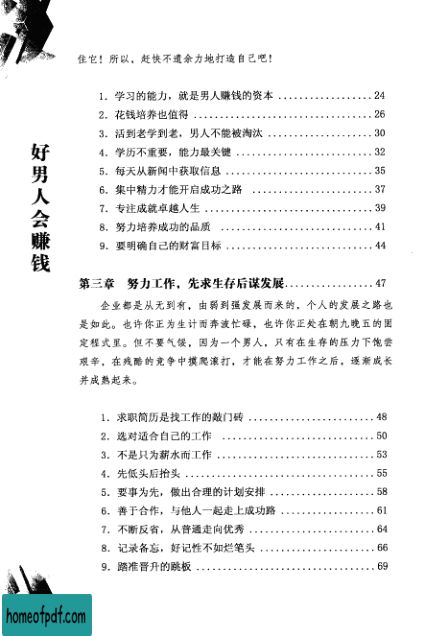 住它！所以，赶快不遗余力地打造自己吧！
1. 学习的能力，就是男人赚钱的资本 ................... 24
2. 花钱培养也值得 ................... 26
3. 活到老学到老，男人不能被淘汰 ................... 30
4. 学历不重要，能力最关键 ................... 32
5. 每天从新闻中获取信息 ................... 35
6. 集中精力才能开启成功之路 ................... 37
7. 专注成就卓越人生 ................... 39
8. 努力培养成功的品质 ................... 41
9. 要明确自己的财富目标 ................... 44
好男人会赚钱
第三章 努力工作，先求生存后谋发展................... 47
企业都是从无到有，由弱到强发展而来的，个人的发展之路也
是如此。也许你正为生计而奔波忙碌，也许你正处在朝九晚五的固
定程式里。但不要气馁，因为一个男人，只有在生存的压力下饱尝
艰辛，在残酷的竞争中摸爬滚打，才能在努力工作之后，逐渐成长
并成熟起来。
1. 求职简历是找工作的敲门砖 ................... 48
2. 选对适合自己的工作 ................... 50
3. 不是只为薪水而工作 ................... 53
4. 先低头后抬头 ................... 55
5. 要事为先，做出合理的计划安排 ................... 58
6. 善于合作，与他人一起走上成功路 ................... 61
7. 不断反省，从普通走向优秀 ................... 64
8. 记录备忘，好记性不如烂笔头 ................... 66
9. 踏准晋升的跳板 ................... 69
homeofpdf.com